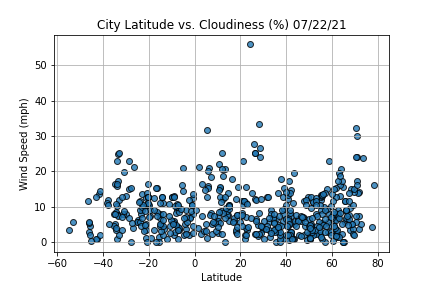 City Latitude vs. Cloudiness (%) 07/22/21
Wind Speed (mph)
50
40
30
20
10
0
−60 −40 −20 0 20 40 60 80
Latitude